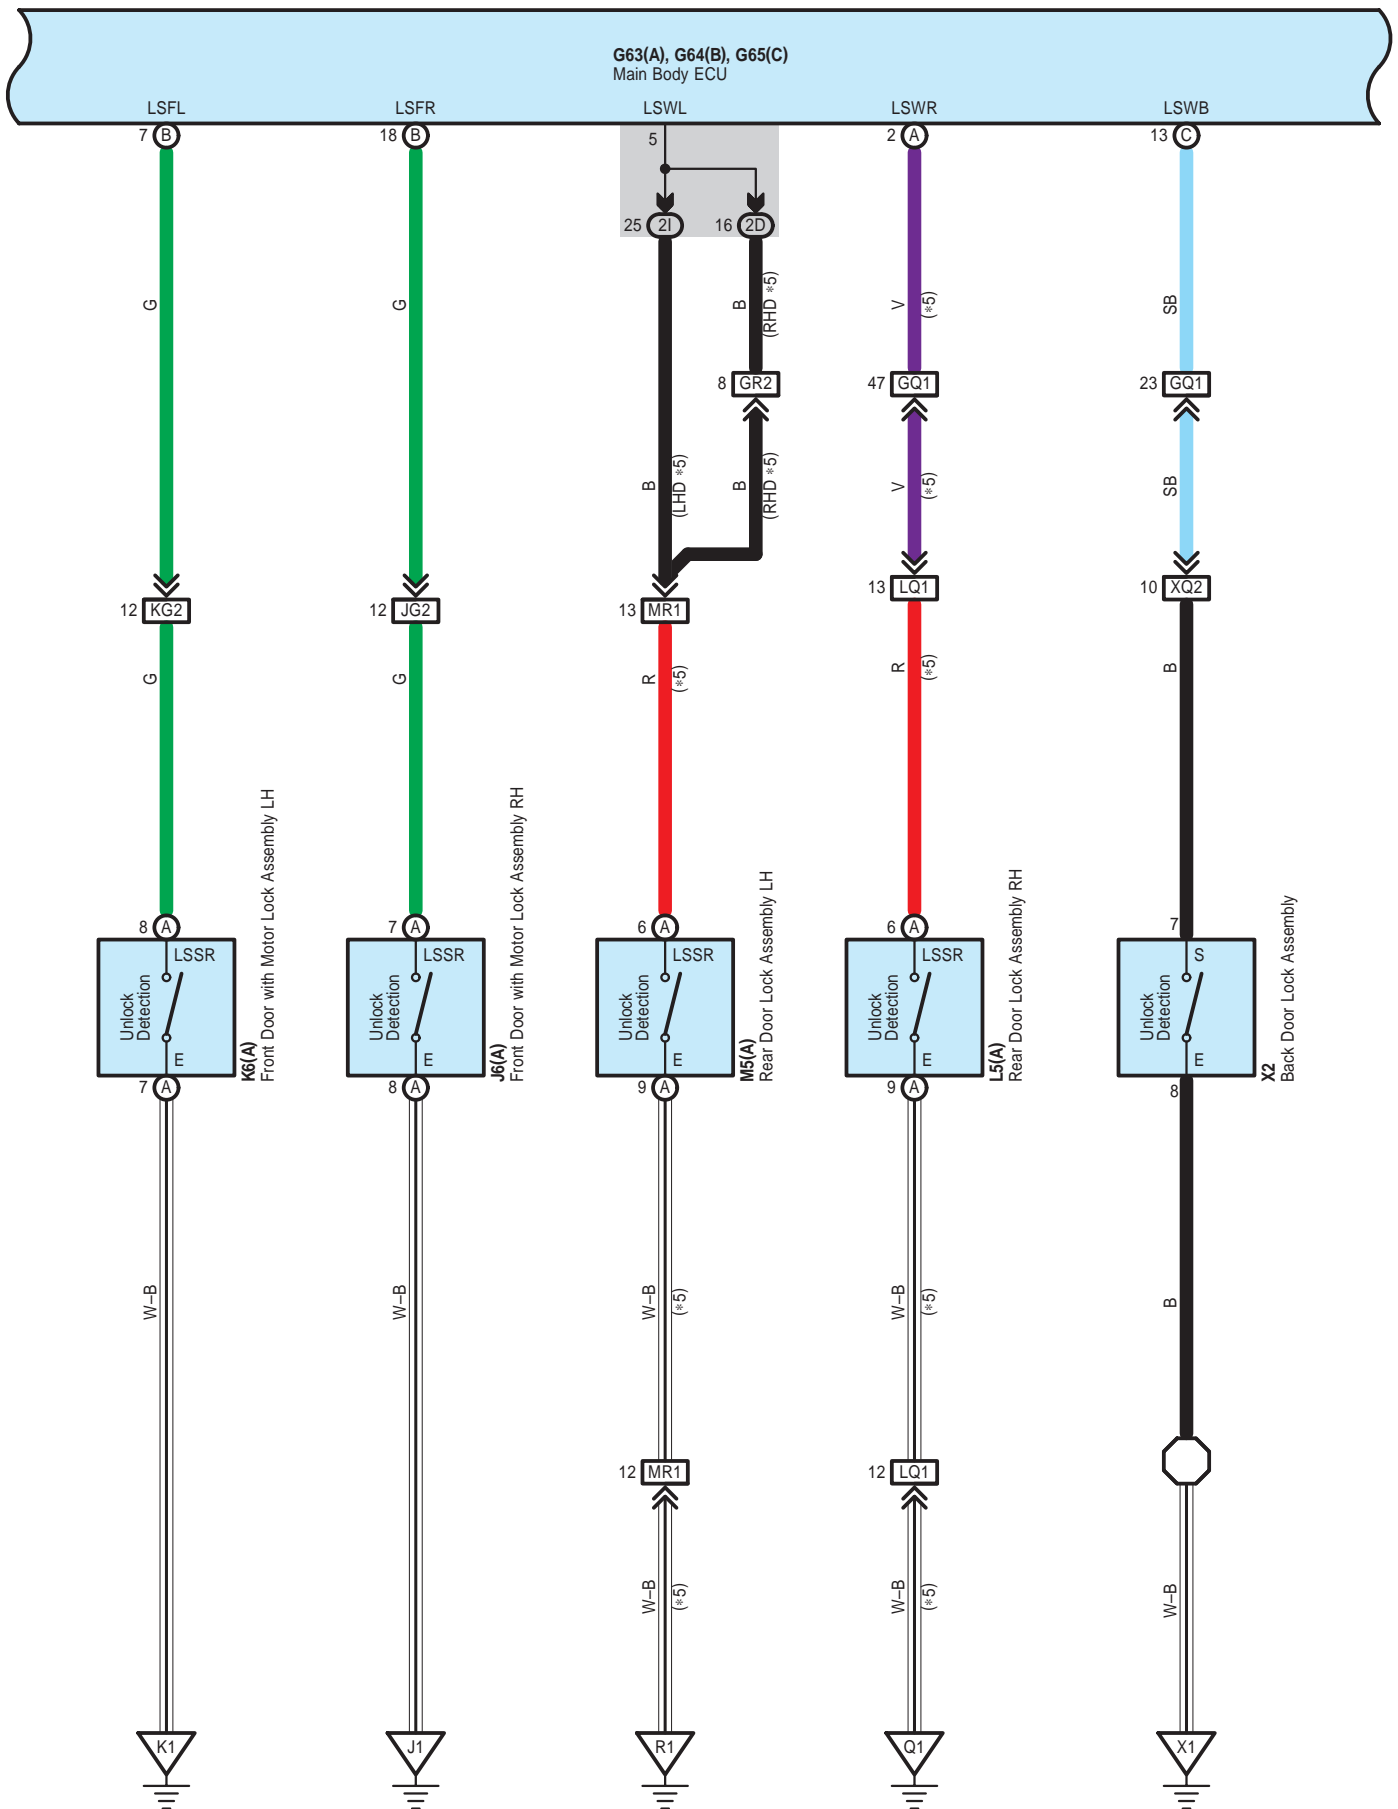 G63(A), G64(B), G65(C)
Main Body ECU
LSFL LSFR LSWL LSWR LSWB
7 B 18 B 5 2 A 13 C
25 2I 16 2D
G G B (RHD *5) V (*5) SB
8 GR2 47 GQ1 23 GQ1
B (LHD *5) B (RHD *5) V (*5) SB
12 KG2 12 JG2 13 MR1 13 LQ1 10 XQ2
G G R (*5) R (*5) B
8 A 7 A 6 A 6 A 7
LSSR LSSR LSSR LSSR S
Unlock
Detection
Unlock
Detection
Unlock
Detection
Unlock
Detection
Unlock
Detection
E E E E E
K6(A)
Front Door with Motor Lock Assembly LH
J6(A)
Front Door with Motor Lock Assembly RH
M5(A)
Rear Door Lock Assembly LH
L5(A)
Rear Door Lock Assembly RH
X2
Back Door Lock Assembly
7 A 8 A 9 A 9 A 8
W–B W–B W–B (*5) W–B (*5) B
12 MR1 12 LQ1
W–B (*5) W–B (*5) W–B
K1 J1 R1 Q1 X1